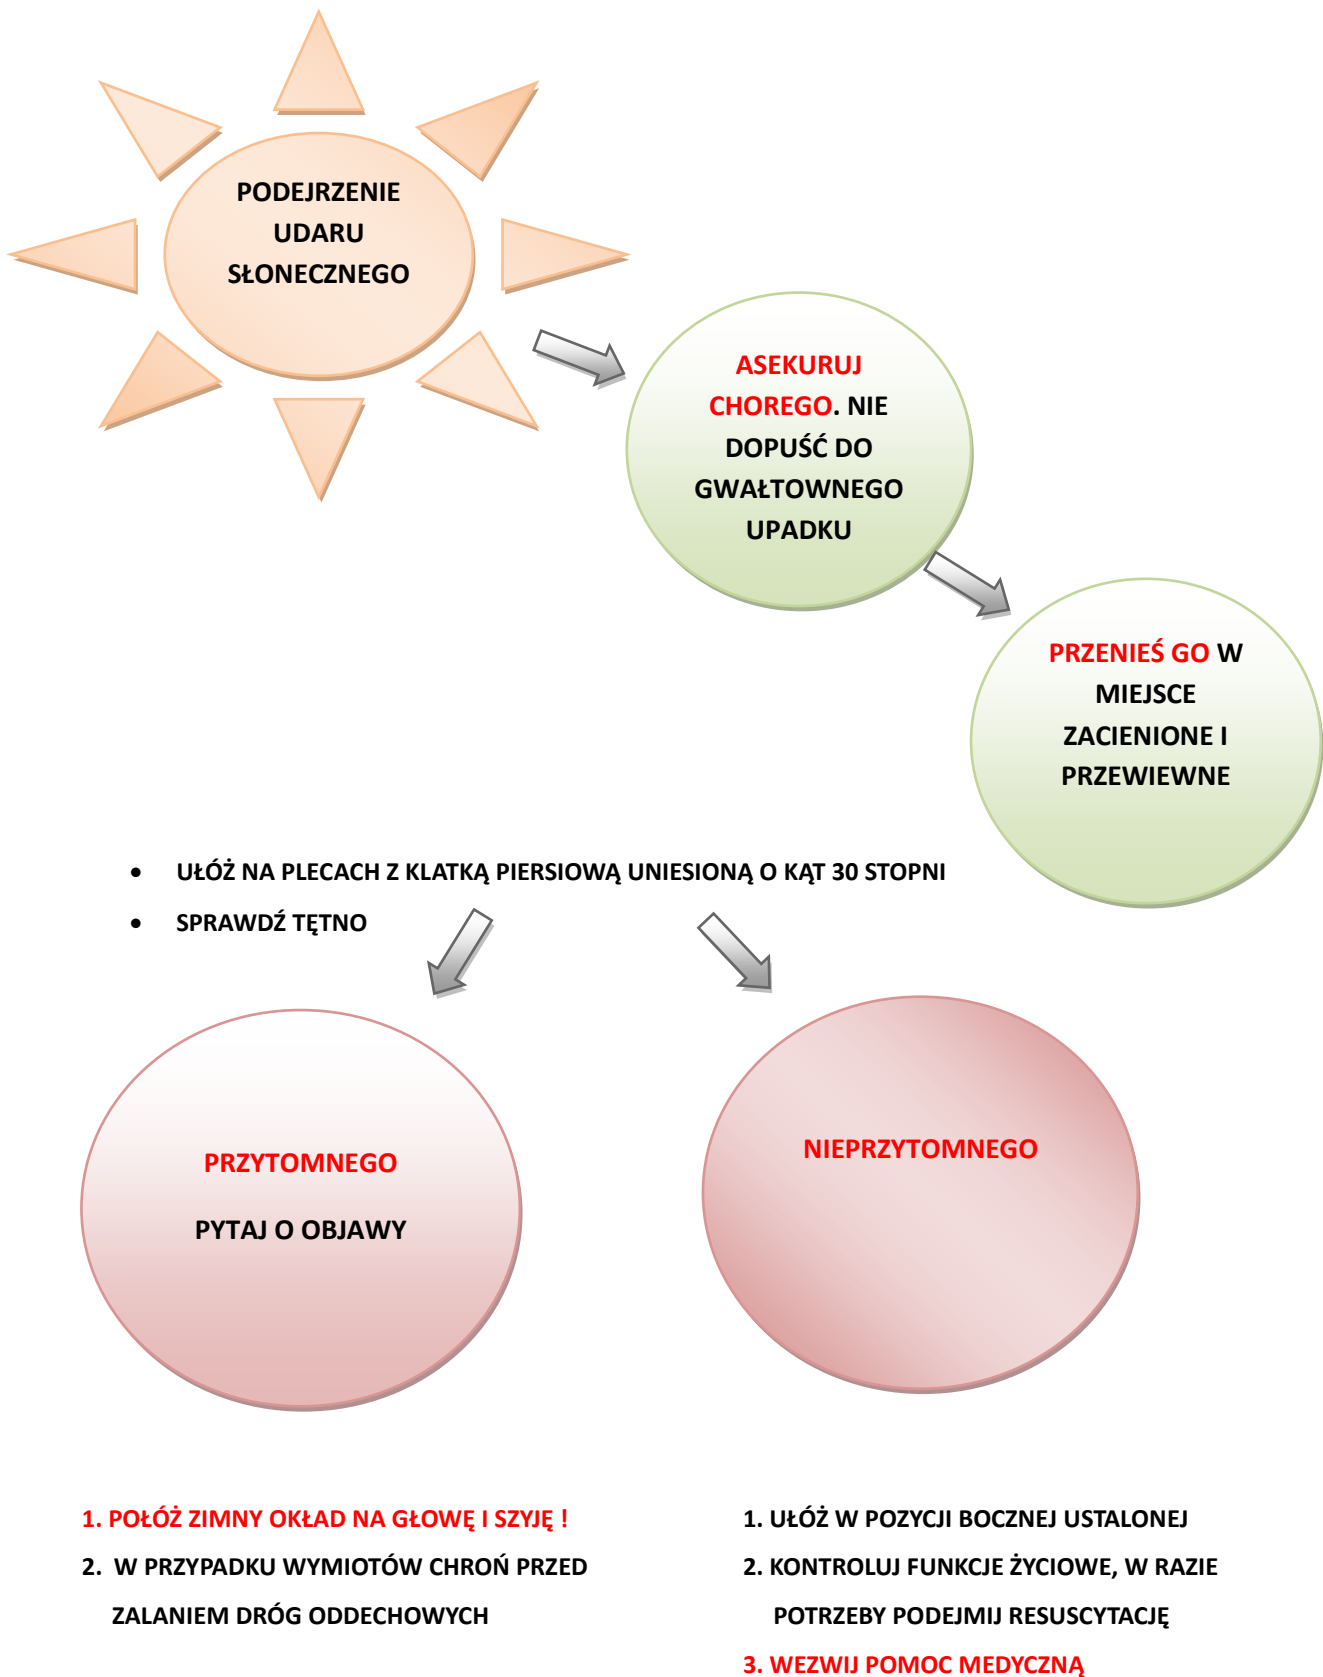 PODEJRZENIE
UDARU
SŁONECZNEGO
ASEKURUJ
CHOREGO. NIE
DOPUŚĆ DO
GWAŁTOWNEGO
UPADKU
PRZENIEŚ GO W
MIEJSCE
ZACIENIONE I
PRZEWIEWNE
• UŁÓŻ NA PLECACH Z KLATKĄ PIERSIOWĄ UNIESIONĄ O KĄT 30 STOPNI
• SPRAWDŹ TĘTNO
PRZYTOMNEGO
PYTAJ O OBJAWY
NIEPRZYTOMNEGO
1. POŁÓŻ ZIMNY OKŁAD NA GŁOWĘ I SZYJĘ !
2. W PRZYPADKU WYMIOTÓW CHROŃ PRZED
ZALANIEM DRÓG ODDECHOWYCH
1. UŁÓŻ W POZYCJI BOCZNEJ USTALONEJ
2. KONTROLUJ FUNKCJE ŻYCIOWE, W RAZIE
POTRZEBY PODEJMIJ RESUSCYTACJĘ
3. WEZWIJ POMOC MEDYCZNĄ